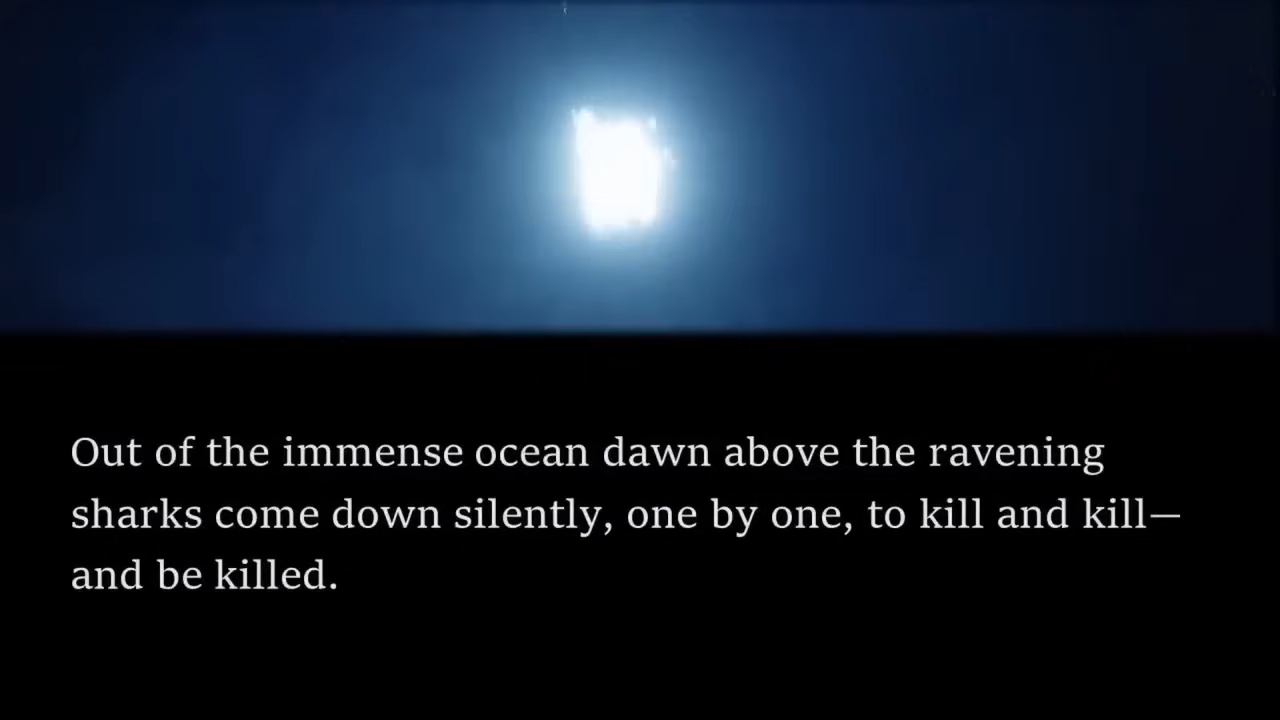 Out of the immense ocean dawn above the ravening
sharks come down silently, one by one, to kill and kill—
and be killed.